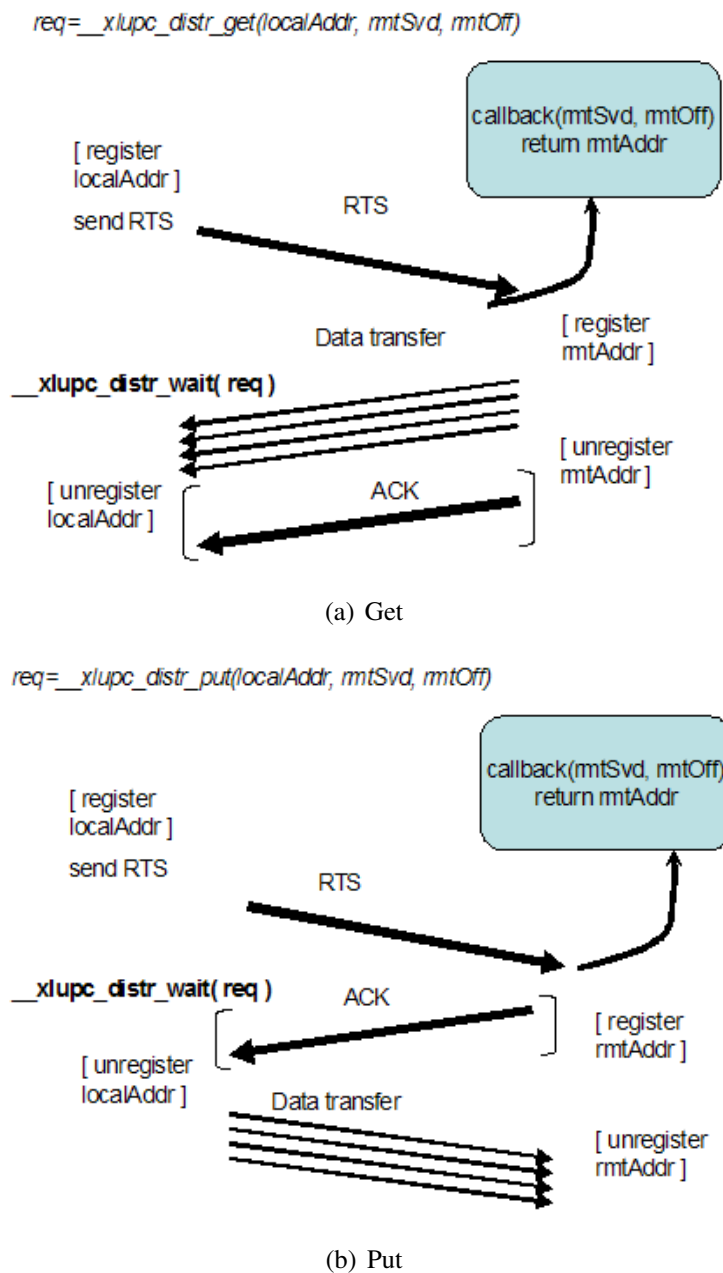 req=__xlupc_distr_get(localAddr, rmtSvd, rmtOff)
callback(rmtSvd, rmtOff)
return rmtAddr
[ register
localAddr ]
send RTS
RTS
Data transfer
[ register
rmtAddr ]
__xlupc_distr_wait( req )
[ unregister
rmtAddr ]
[ unregister
localAddr ]
ACK
(a) Get
req=__xlupc_distr_put(localAddr, rmtSvd, rmtOff)
callback(rmtSvd, rmtOff)
return rmtAddr
[ register
localAddr ]
send RTS
RTS
__xlupc_distr_wait( req )
ACK
[ register
rmtAddr ]
[ unregister
localAddr ]
Data transfer
[ unregister
rmtAddr ]
(b) Put